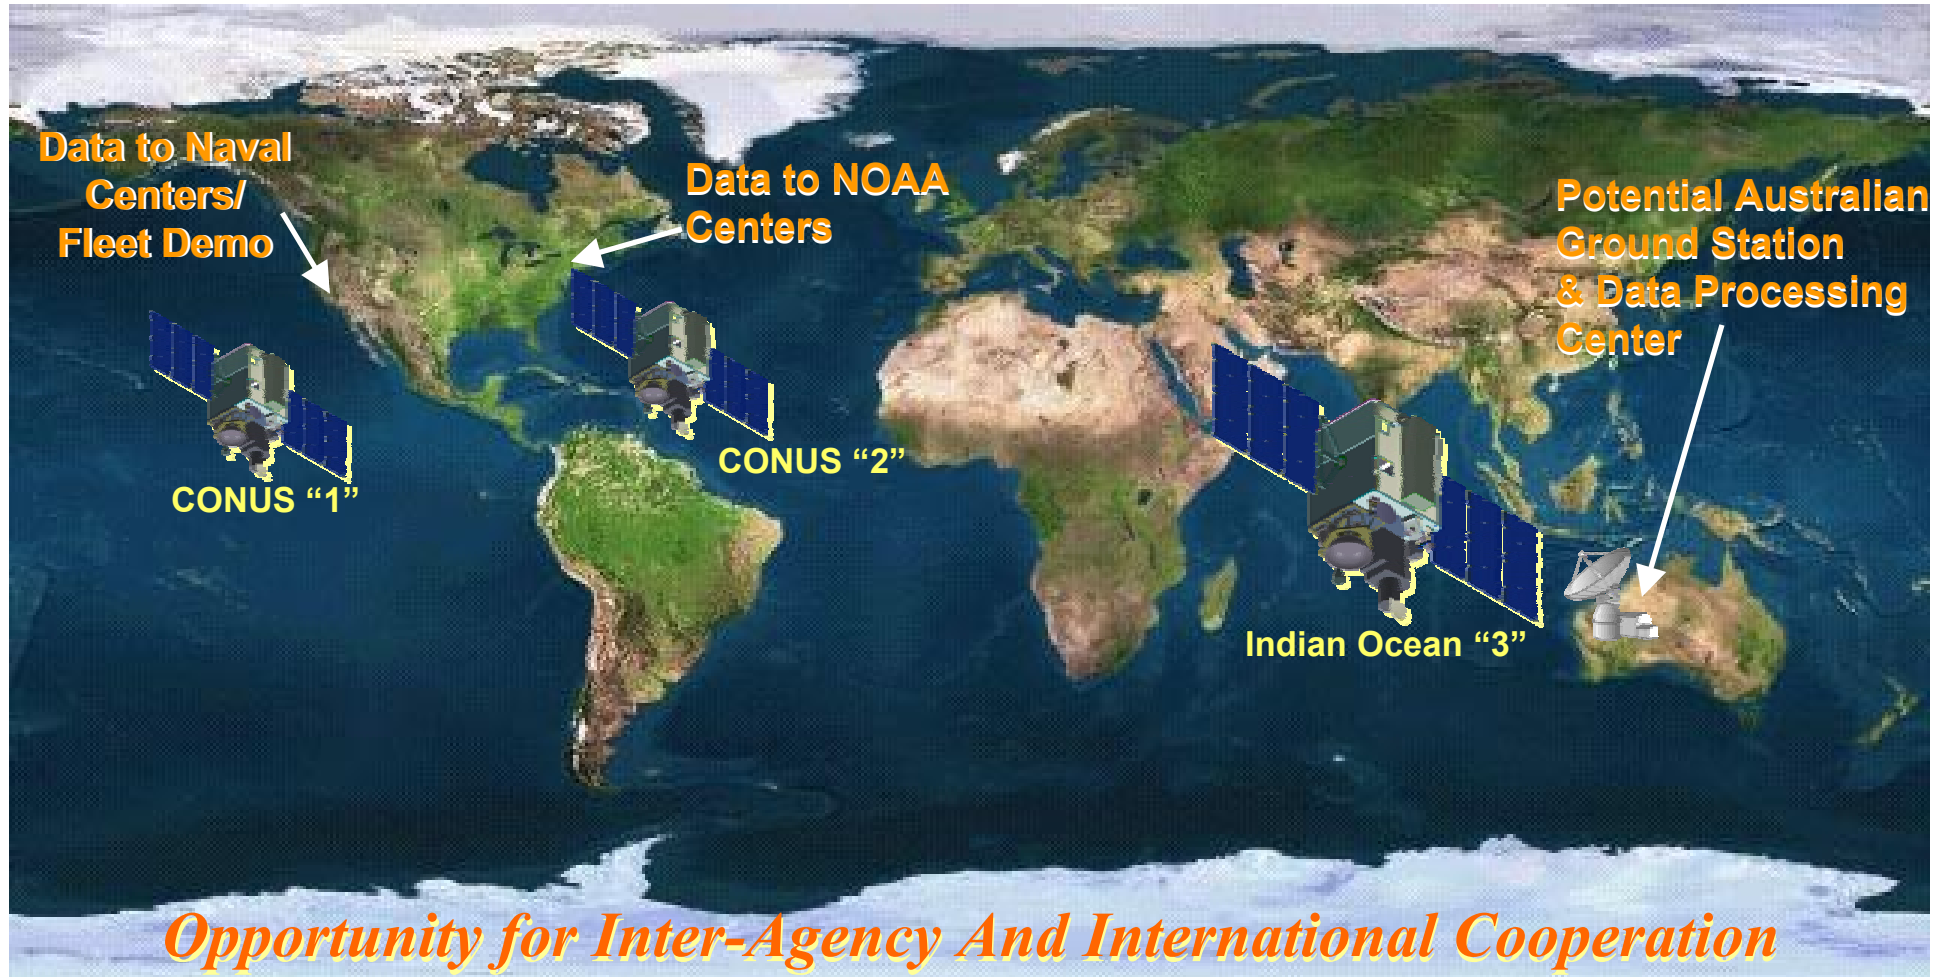 Data to Naval
Centers/
Fleet Demo
Data to NOAA
Centers
Potential Australian
Ground Station
& Data Processing
Center
CONUS “1”
CONUS “2”
Indian Ocean “3”
Opportunity for Inter-Agency And International Cooperation